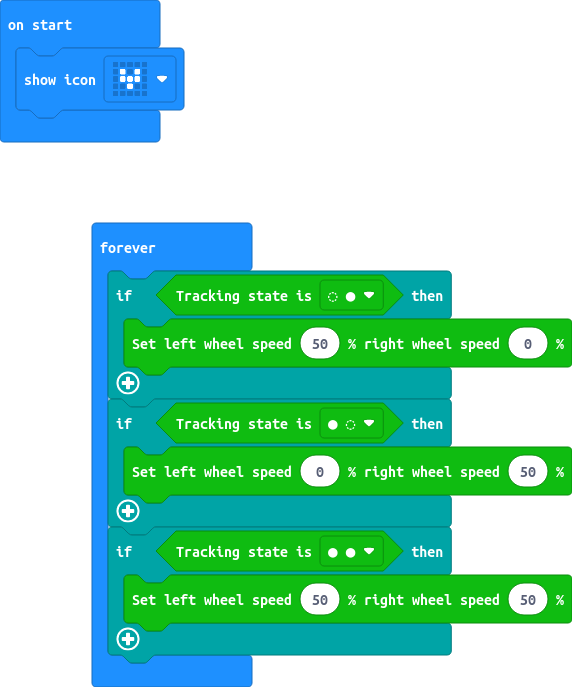 on start
show icon
forever
if Tracking state is ◌ ● then
Set left wheel speed 50 % right wheel speed 0 %
if Tracking state is ● ◌ then
Set left wheel speed 0 % right wheel speed 50 %
if Tracking state is ● ● then
Set left wheel speed 50 % right wheel speed 50 %